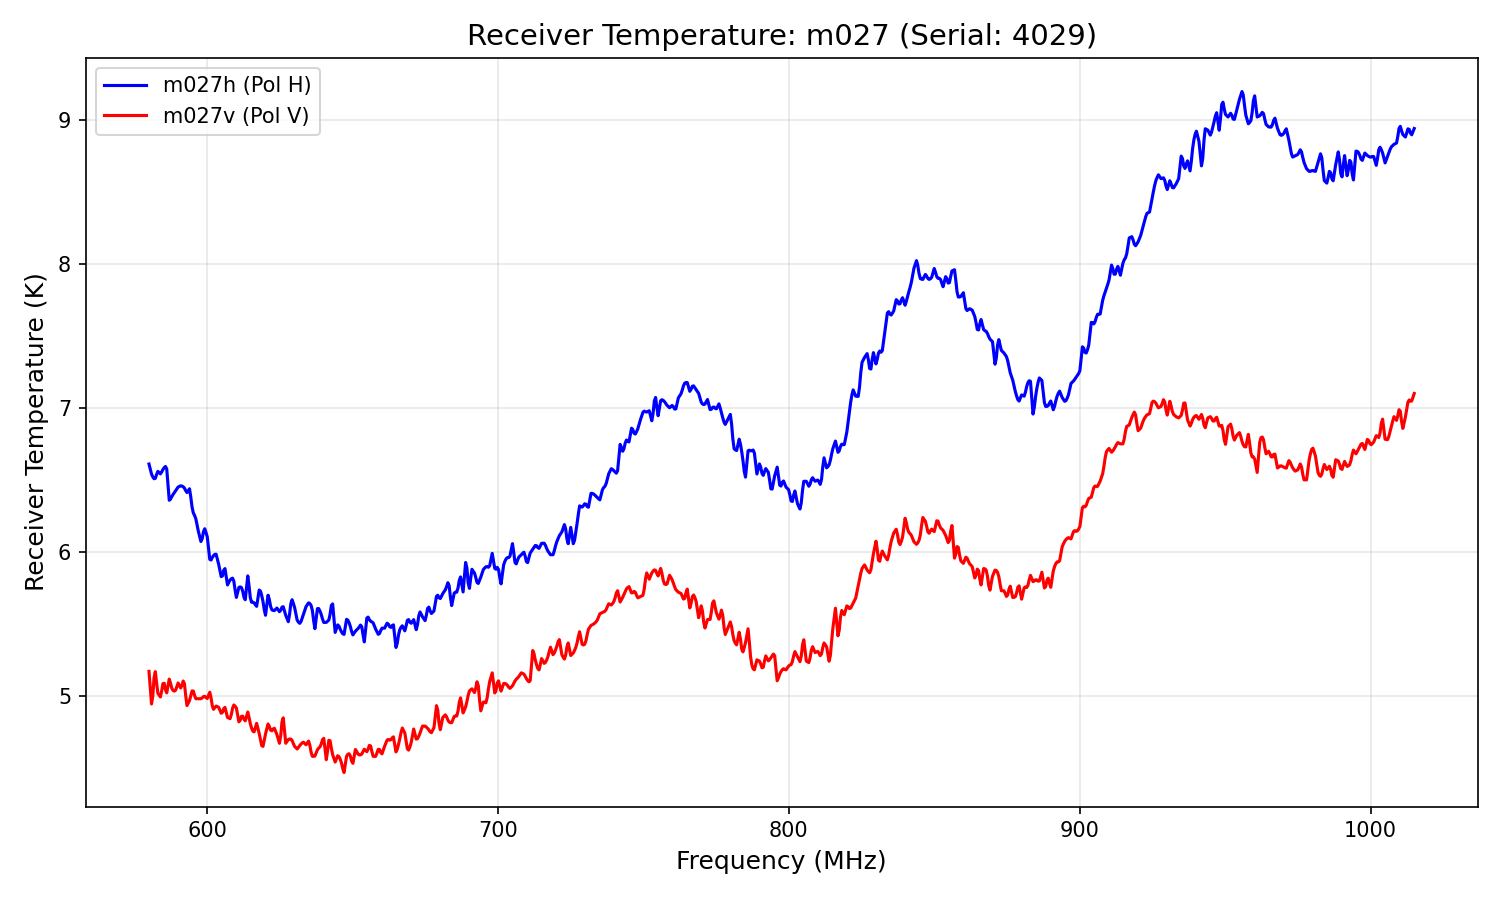 Receiver Temperature: m027 (Serial: 4029)
m027h (Pol H)
m027v (Pol V)
Receiver Temperature (K)
9
8
7
6
5
600 700 800 900 1000
Frequency (MHz)